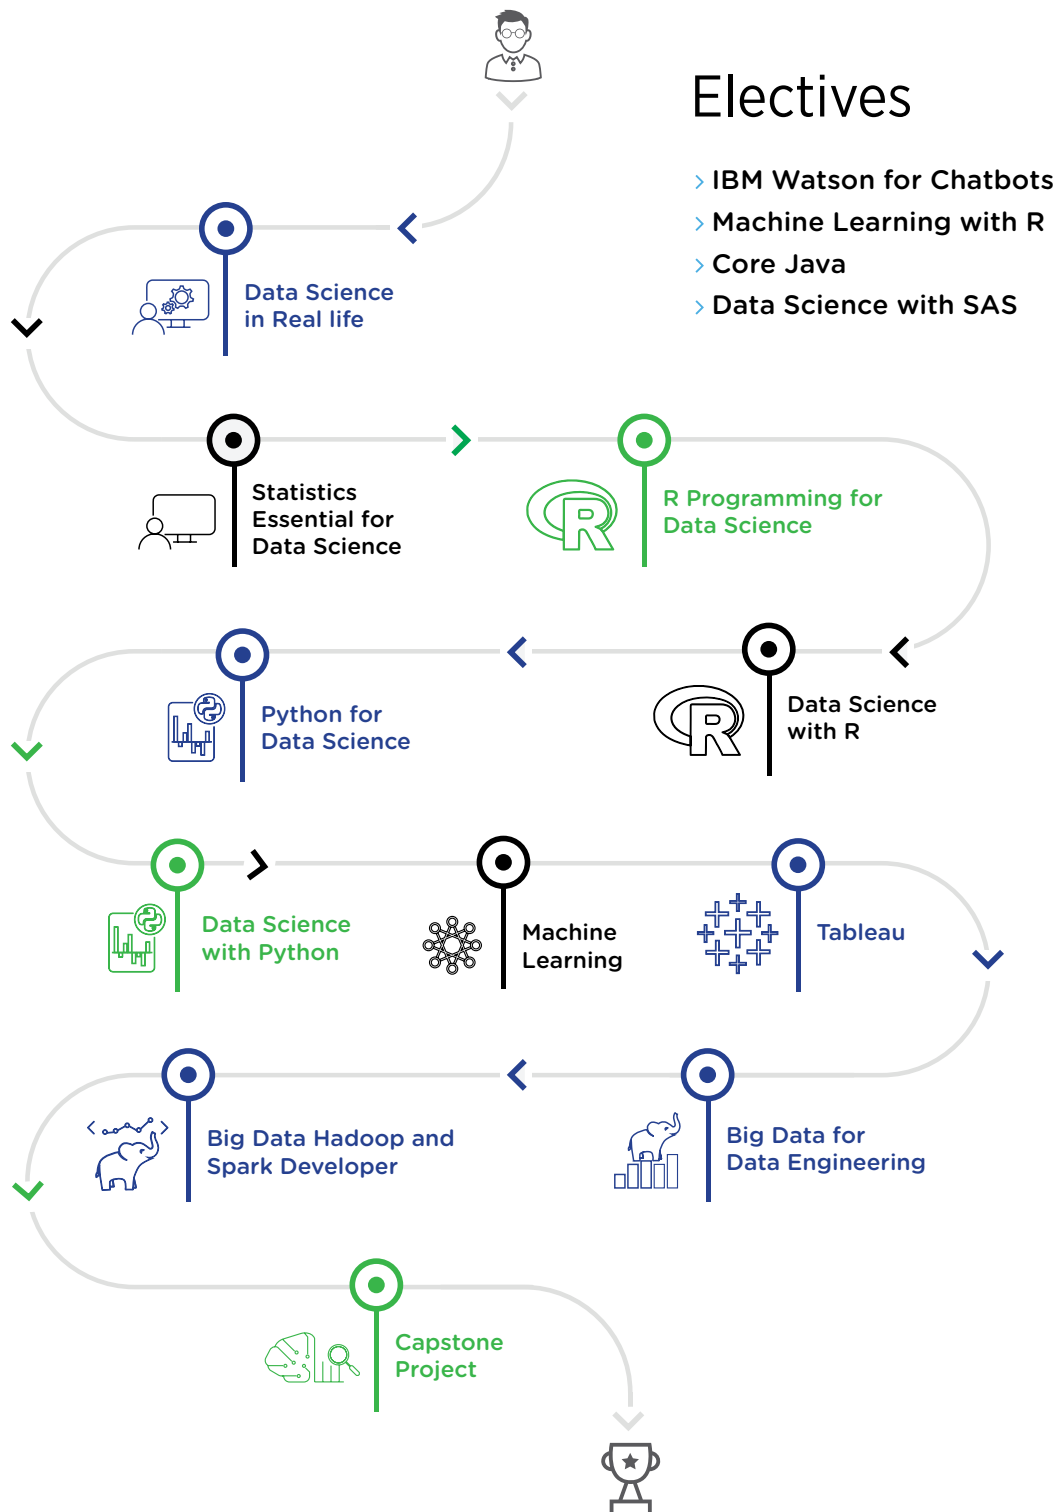 Electives
IBM Watson for Chatbots
Machine Learning with R
Core Java
Data Science with SAS
Data Science
in Real life
Statistics
Essential for
Data Science
R Programming for
Data Science
Data Science
with R
Python for
Data Science
Data Science
with Python
Machine
Learning
Tableau
Big Data for
Data Engineering
Big Data Hadoop and
Spark Developer
Capstone
Project